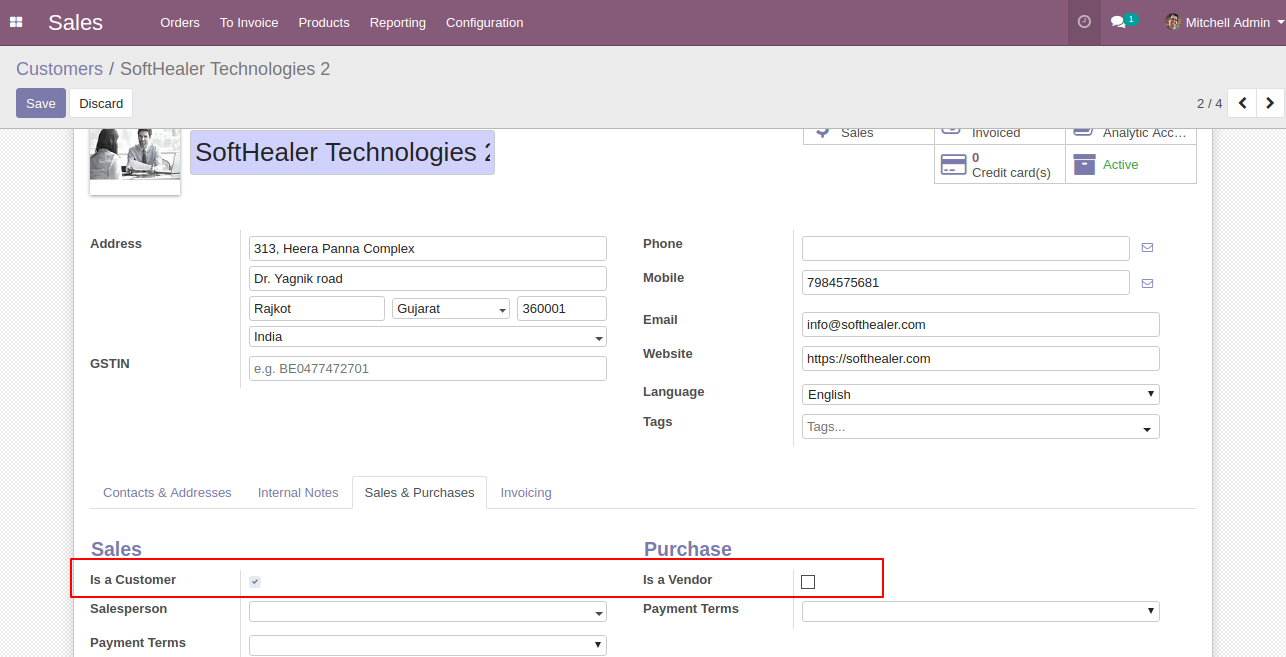 Sales Orders To Invoice Products Reporting Configuration 1 Mitchell Admin
Customers / SoftHealer Technologies 2
Save Discard 2 / 4
SoftHealer Technologies 2
Sales Invoiced Analytic Acc...
0
Credit card(s) Active
Address 313, Heera Panna Complex
Dr. Yagnik road
Rajkot Gujarat 360001
India
GSTIN e.g. BE0477472701
Phone
Mobile 7984575681
Email info@softhealer.com
Website https://softhealer.com
Language English
Tags Tags...
Contacts & Addresses Internal Notes Sales & Purchases Invoicing
Sales Purchase
Is a Customer Is a Vendor
Salesperson Payment Terms
Payment Terms